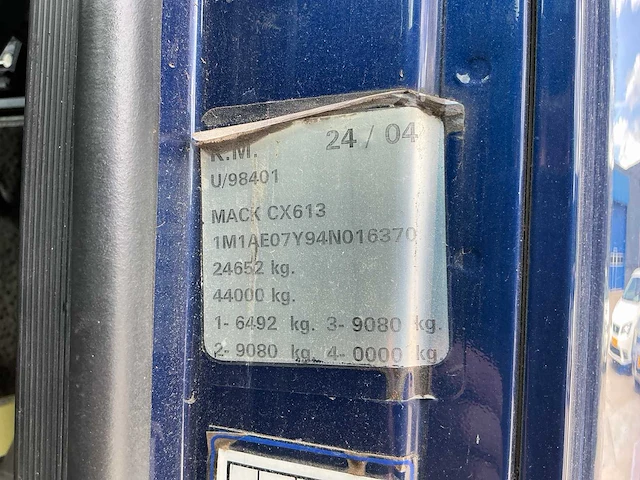 K.M. 24 / 04
U/98401
MACK CX613
1M1AE07Y94N016370
24652 kg.
44000 kg.
1- 6492 kg. 3- 9080 kg.
2- 9080 kg. 4- 0000 kg